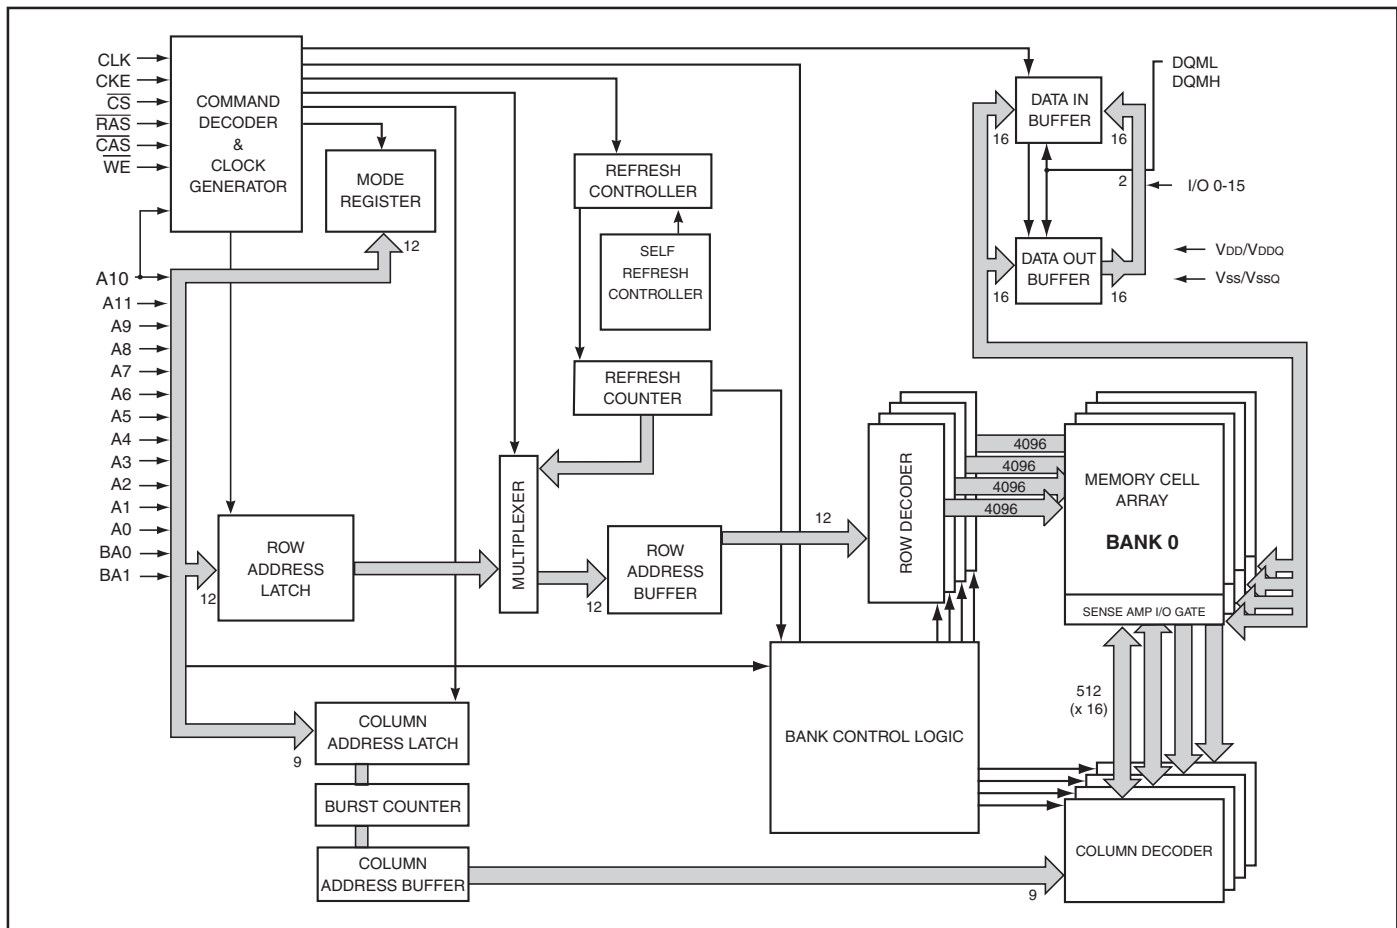 CLK
CKE
CS
RAS
CAS
WE
A10
A11
A9
A8
A7
A6
A5
A4
A3
A2
A1
A0
BA0
BA1
COMMAND
DECODER
&
CLOCK
GENERATOR
MODE
REGISTER
12
REFRESH
CONTROLLER
SELF
REFRESH
CONTROLLER
REFRESH
COUNTER
DATA IN
BUFFER
16
16
DQML
DQMH
2
I/O 0-15
DATA OUT
BUFFER
16
16
VDD/VDDQ
Vss/VssQ
12
ROW
ADDRESS
LATCH
MULTIPLEXER
12
ROW
ADDRESS
BUFFER
12
ROW DECODER
4096
4096
4096
4096
MEMORY CELL
ARRAY
BANK 0
SENSE AMP I/O GATE
512
(x 16)
BANK CONTROL LOGIC
9
COLUMN
ADDRESS LATCH
BURST COUNTER
COLUMN
ADDRESS BUFFER
9
COLUMN DECODER